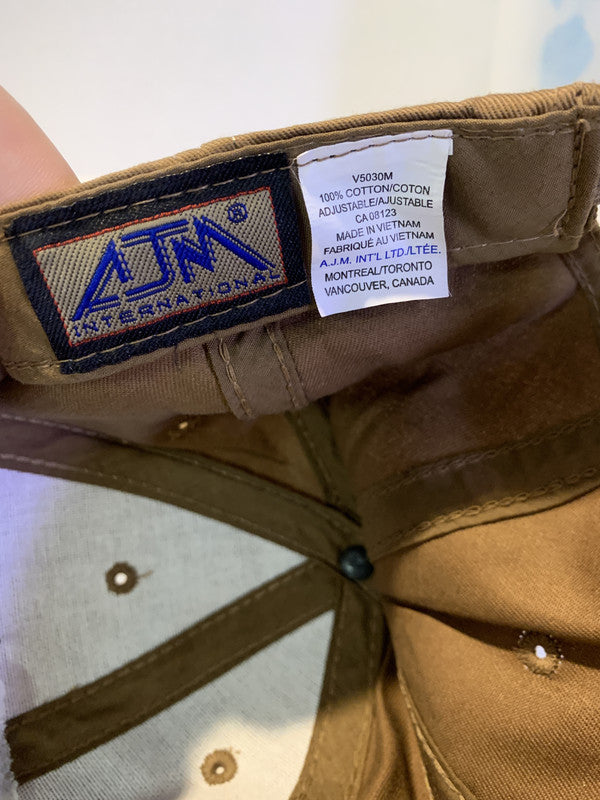 AJM®
INTERNATIONAL
V5030M
100% COTTON/COTON
ADJUSTABLE/AJUSTABLE
CA 08123
MADE IN VIETNAM
FABRIQUÉ AU VIETNAM
A.J.M. INT'L LTD./LTÉE.
MONTREAL/TORONTO
VANCOUVER, CANADA